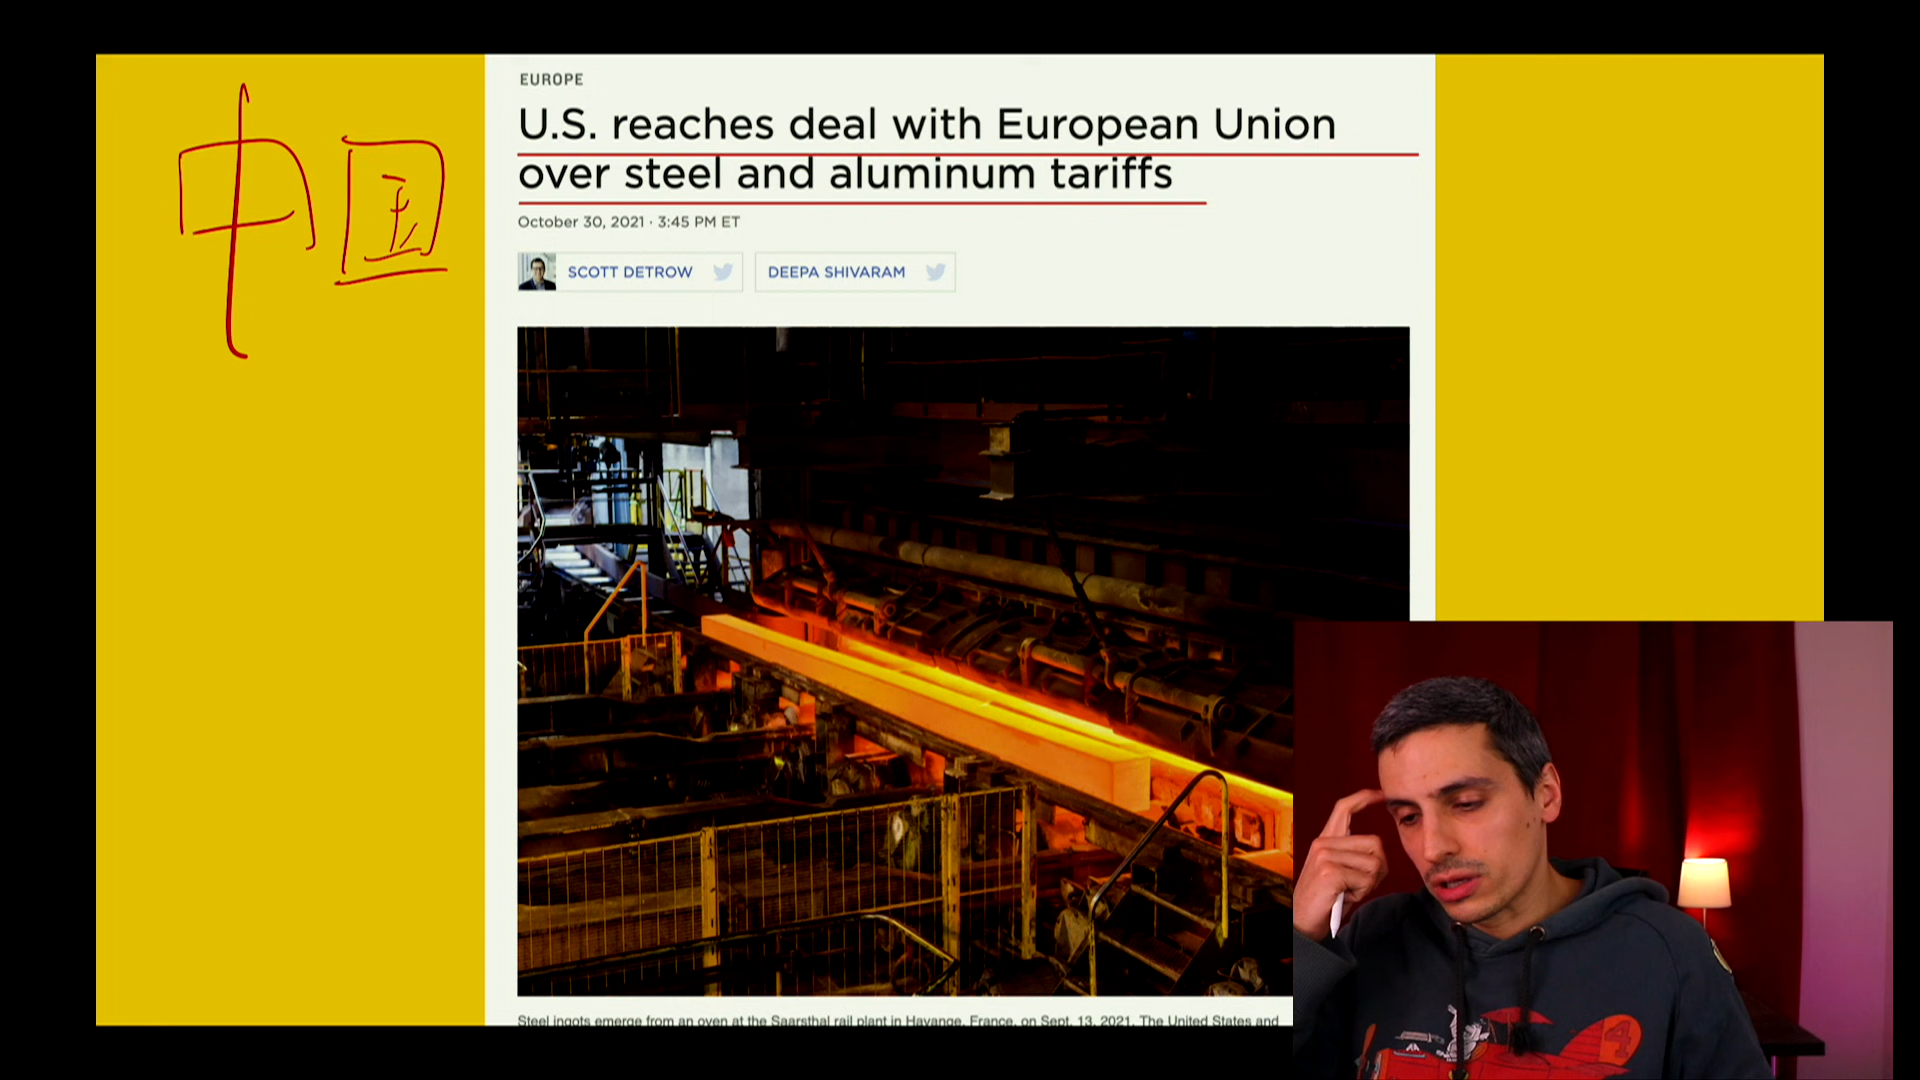 中国
EUROPE
U.S. reaches deal with European Union
over steel and aluminum tariffs
October 30, 2021 · 3:45 PM ET
SCOTT DETROW
DEEPA SHIVARAM
Steel ingots emerge from an oven at the Saarsthal rail plant in Hayange, France, on Sept. 13, 2021. The United States and
4